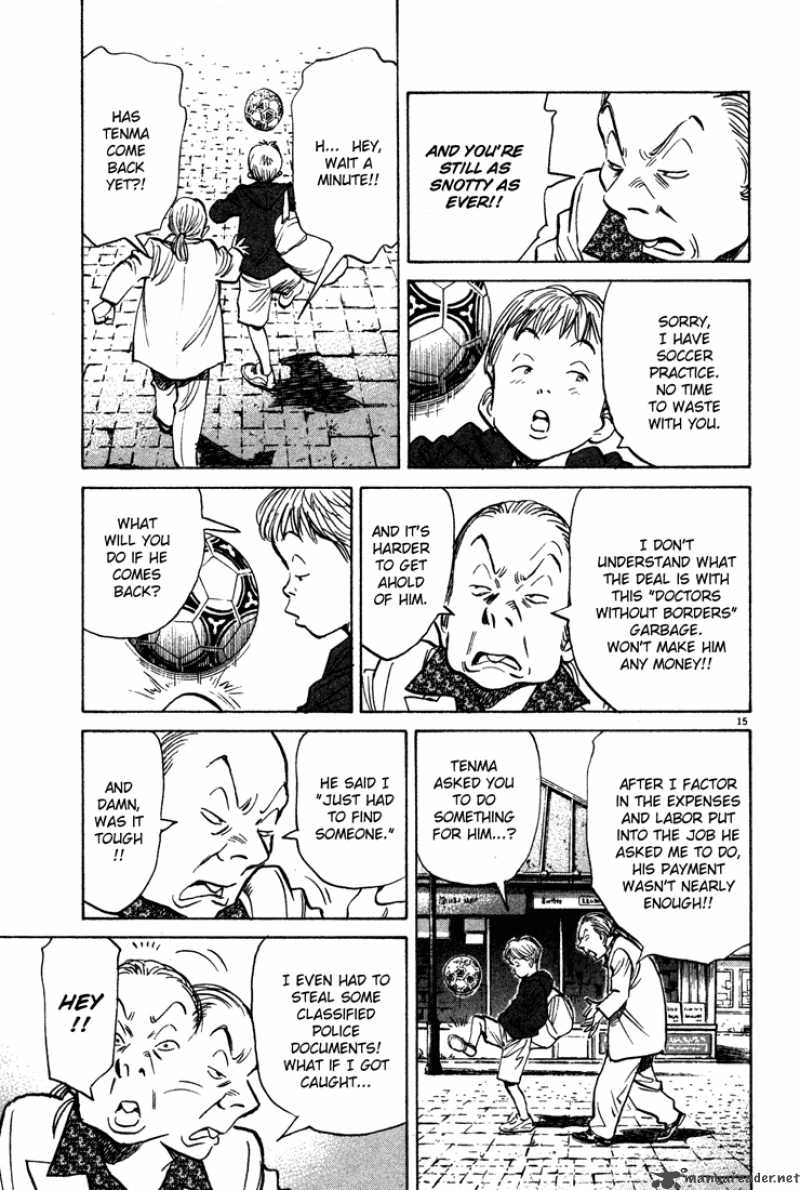 AND YOU'RE
STILL AS
SNOTTY AS
EVER!!
SORRY,
I HAVE
SOCCER
PRACTICE.
NO TIME
TO WASTE
WITH YOU.
H... HEY,
WAIT A
MINUTE!!
HAS
TENMA
COME
BACK
YET?!
I DON'T
UNDERSTAND WHAT
THE DEAL IS WITH
THIS "DOCTORS
WITHOUT BORDERS"
GARBAGE.
WON'T MAKE HIM
ANY MONEY!!
AND IT'S
HARDER
TO GET
AHOLD
OF HIM.
WHAT
WILL YOU
DO IF HE
COMES
BACK?
15
AFTER I FACTOR
IN THE EXPENSES
AND LABOR PUT
INTO THE JOB HE
ASKED ME TO DO,
HIS PAYMENT
WASN'T NEARLY
ENOUGH!!
TENMA
ASKED YOU
TO DO
SOMETHING
FOR HIM...?
HE SAID I
"JUST HAD
TO FIND
SOMEONE."
AND
DAMN,
WAS IT
TOUGH
!!
I EVEN HAD TO
STEAL SOME
CLASSIFIED
POLICE
DOCUMENTS!
WHAT IF I GOT
CAUGHT...
HEY
!!
mangareader.net